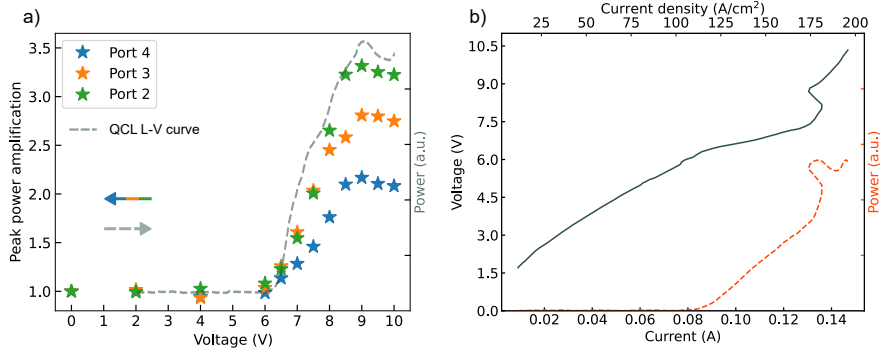 a)
Peak power amplification
3.5
3.0
2.5
2.0
1.5
1.0
Port 4
Port 3
Port 2
QCL L-V curve
0 1 2 3 4 5 6 7 8 9 10
Voltage (V)
Power (a.u.)
b)
Current density (A/cm²)
25 50 75 100 125 150 175 200
Voltage (V)
10.5
9.0
7.5
6.0
4.5
3.0
1.5
0.0
0.02 0.04 0.06 0.08 0.10 0.12 0.14
Current (A)
Power (a.u.)